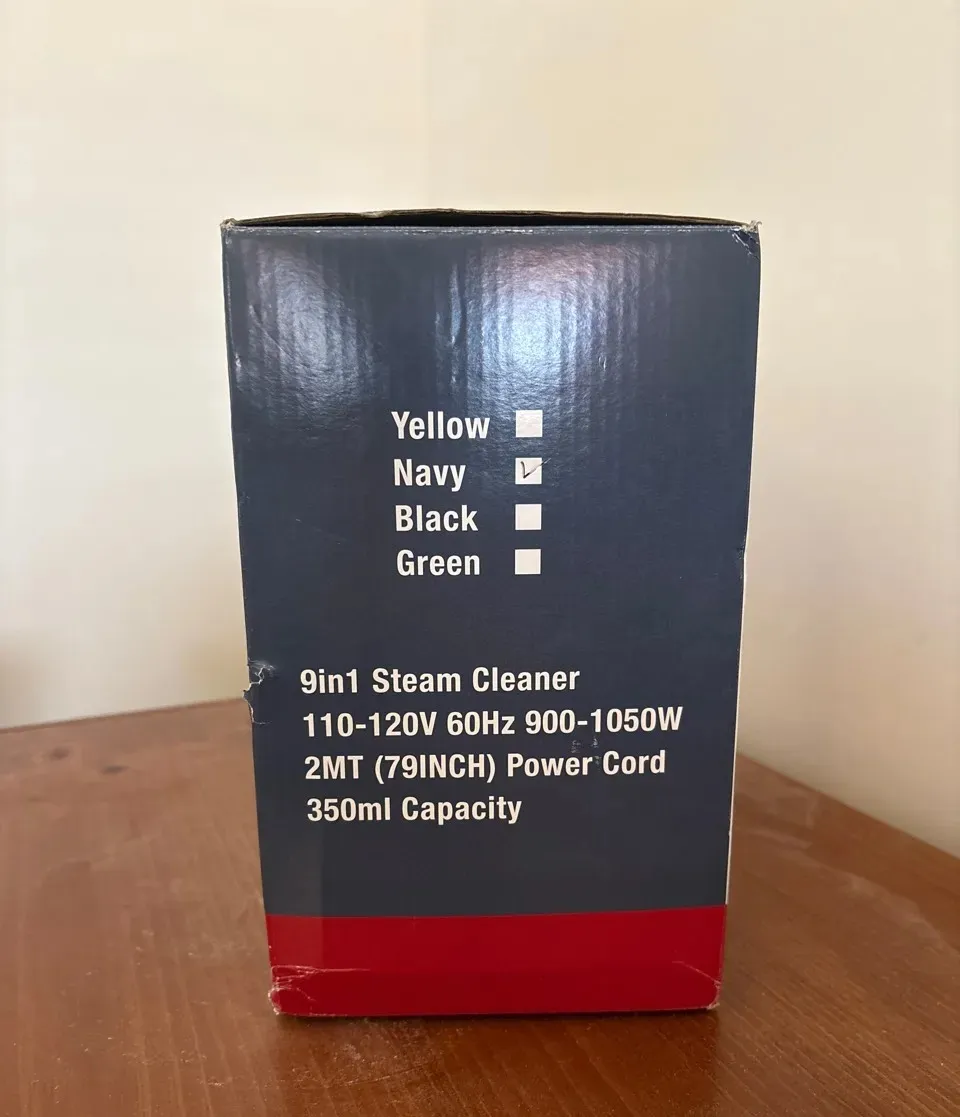 Yellow
Navy
Black
Green
9in1 Steam Cleaner
110-120V 60Hz 900-1050W
2MT (79INCH) Power Cord
350ml Capacity